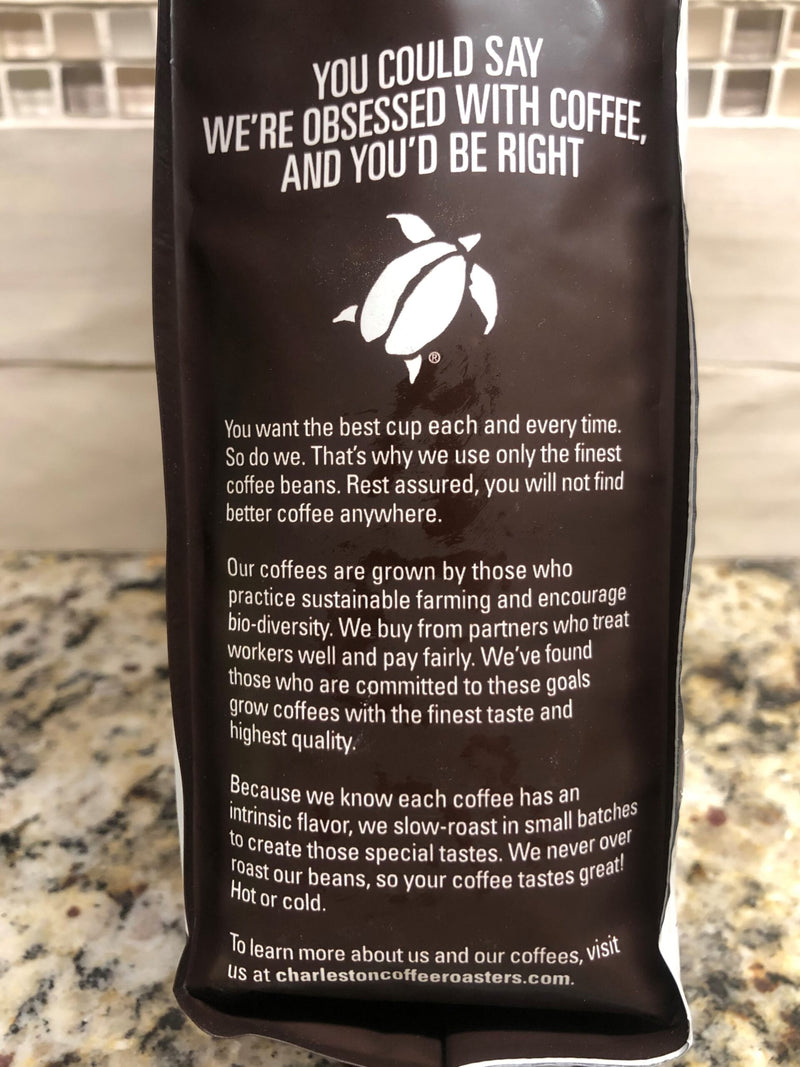 YOU COULD SAY
WE'RE OBSESSED WITH COFFEE,
AND YOU'D BE RIGHT
®
You want the best cup each and every time.
So do we. That's why we use only the finest
coffee beans. Rest assured, you will not find
better coffee anywhere.
Our coffees are grown by those who
practice sustainable farming and encourage
bio-diversity. We buy from partners who treat
workers well and pay fairly. We've found
those who are committed to these goals
grow coffees with the finest taste and
highest quality.
Because we know each coffee has an
intrinsic flavor, we slow-roast in small batches
to create those special tastes. We never over
roast our beans, so your coffee tastes great!
Hot or cold.
To learn more about us and our coffees, visit
us at charlestoncoffeeroasters.com.